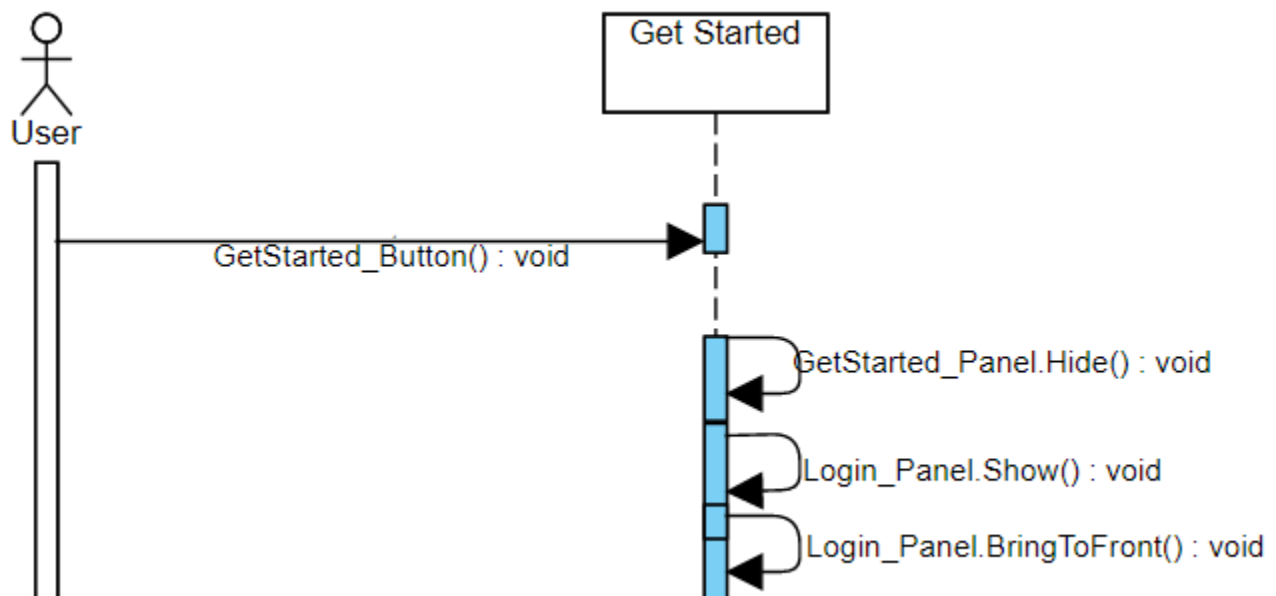 Get Started
User
GetStarted_Button() : void
GetStarted_Panel.Hide() : void
Login_Panel.Show() : void
Login_Panel.BringToFront() : void